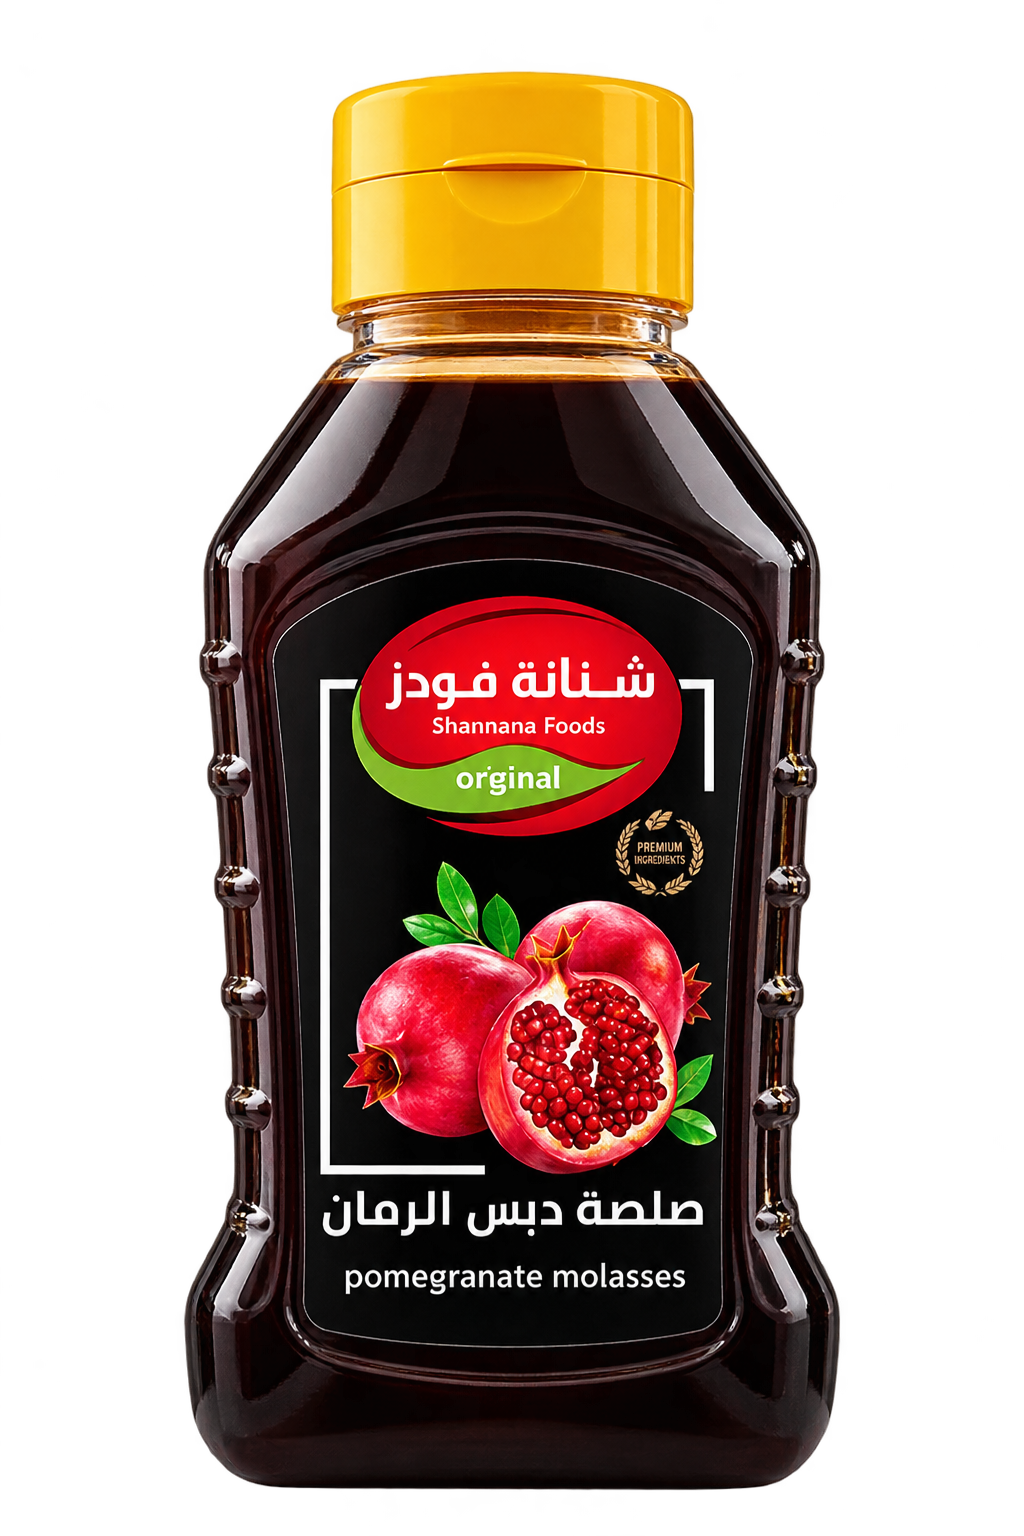 شنانة فودز
Shannana Foods
orginal
PREMIUM
INGREDIENTS
صلصة دبس الرمان
pomegranate molasses